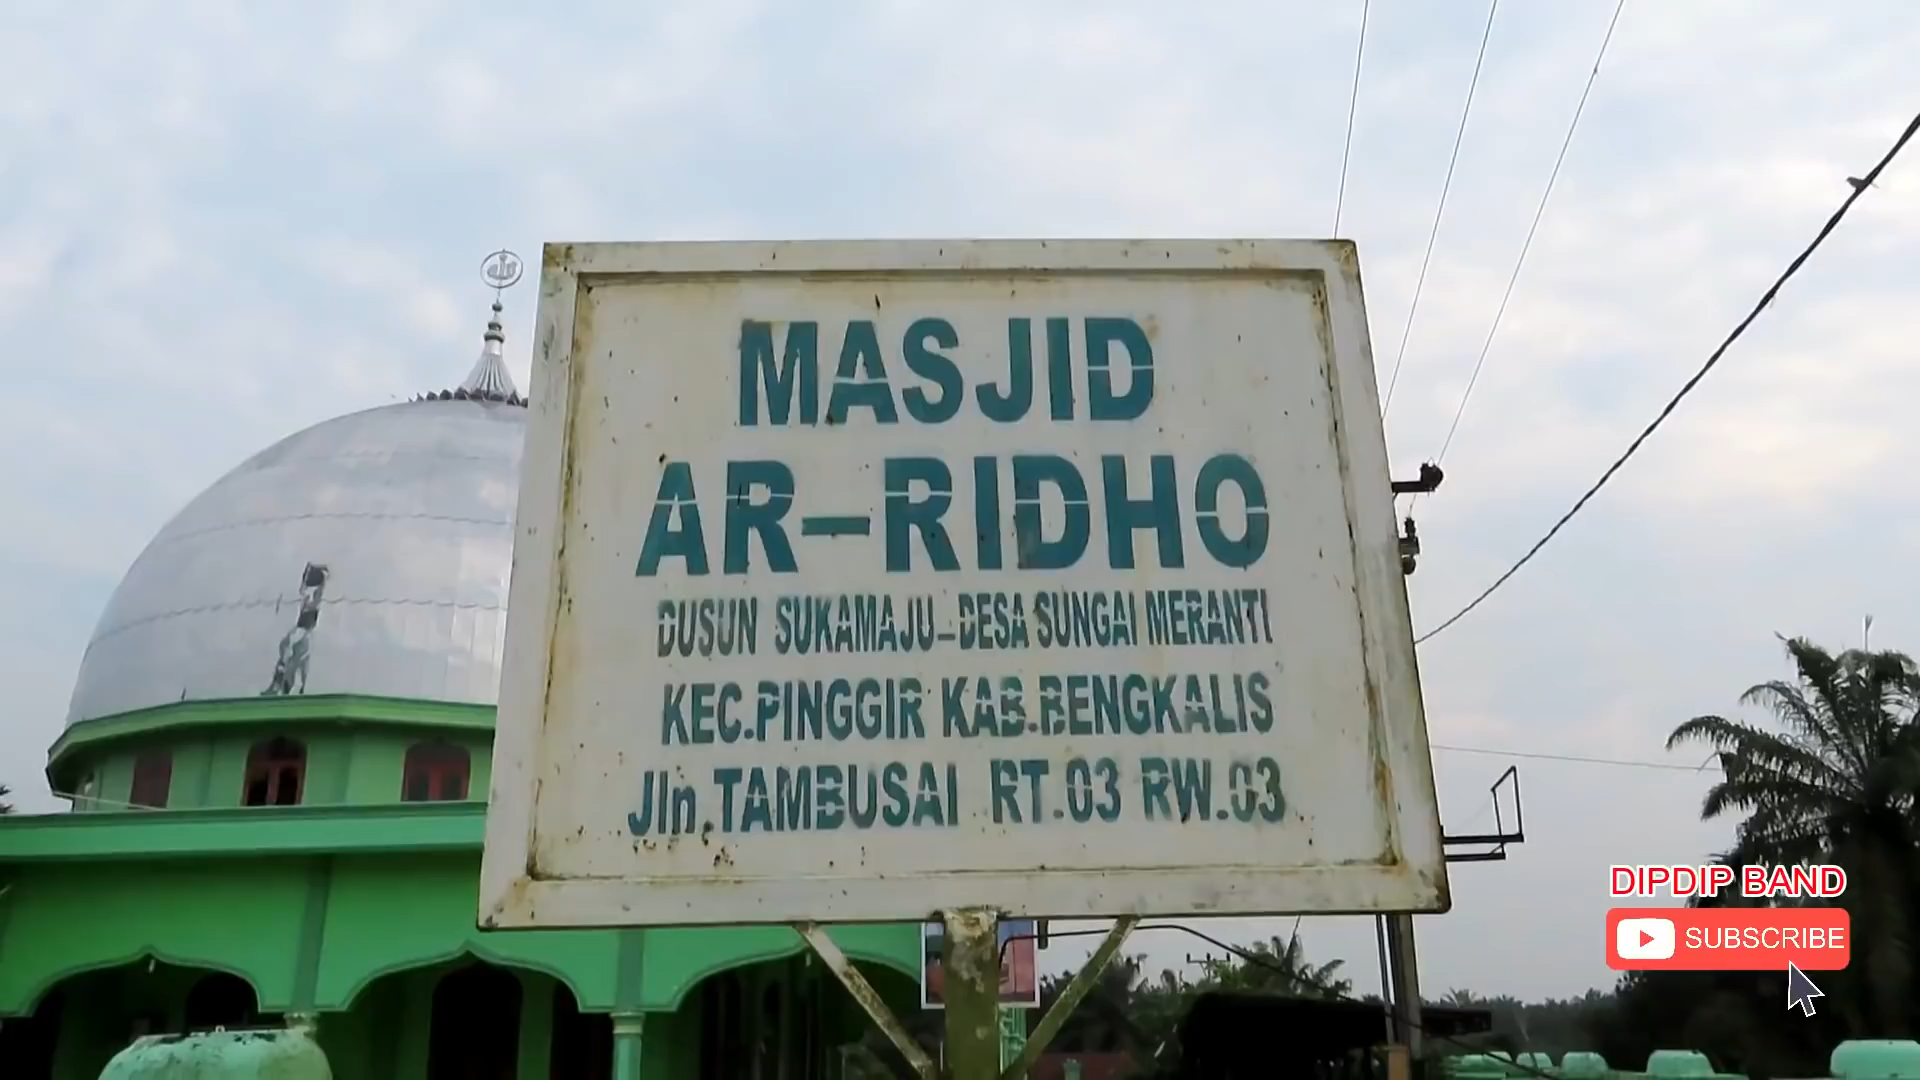 MASJID
AR-RIDHO
DUSUN SUKAMAJU-DESA SUNGAI MERANTI
KEC.PINGGIR KAB.BENGKALIS
Jln.TAMBUSAI RT.03 RW.03
DIPDIP BAND
SUBSCRIBE